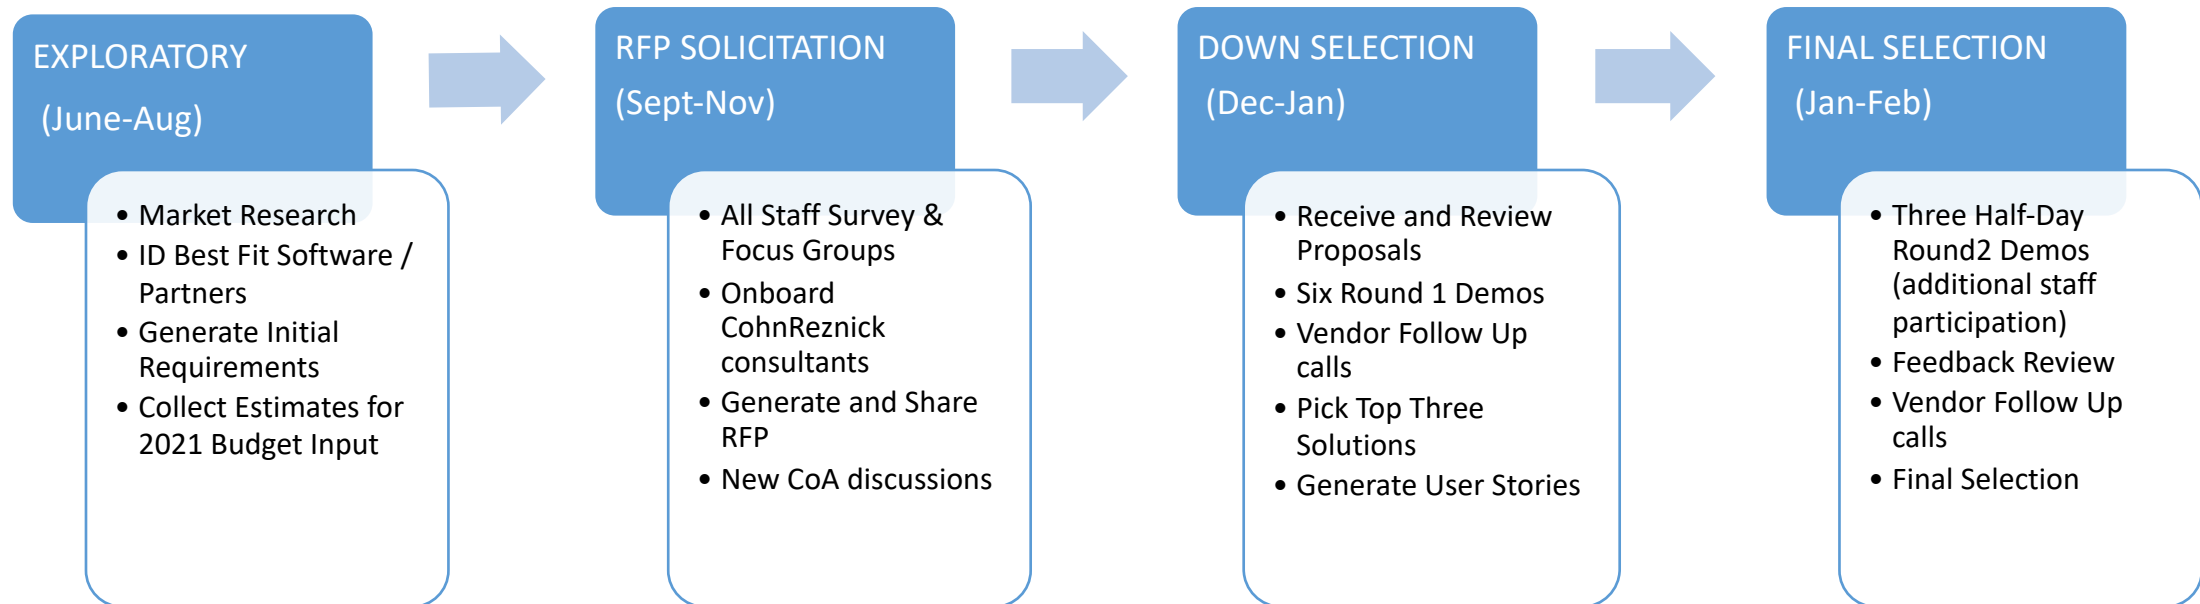 EXPLORATORY
(June-Aug)
• Market Research
• ID Best Fit Software /
Partners
• Generate Initial
Requirements
• Collect Estimates for
2021 Budget Input
RFP SOLICITATION
(Sept-Nov)
• All Staff Survey &
Focus Groups
• Onboard
CohnReznick
consultants
• Generate and Share
RFP
• New CoA discussions
DOWN SELECTION
(Dec-Jan)
• Receive and Review
Proposals
• Six Round 1 Demos
• Vendor Follow Up
calls
• Pick Top Three
Solutions
• Generate User Stories
FINAL SELECTION
(Jan-Feb)
• Three Half-Day
Round2 Demos
(additional staff
participation)
• Feedback Review
• Vendor Follow Up
calls
• Final Selection